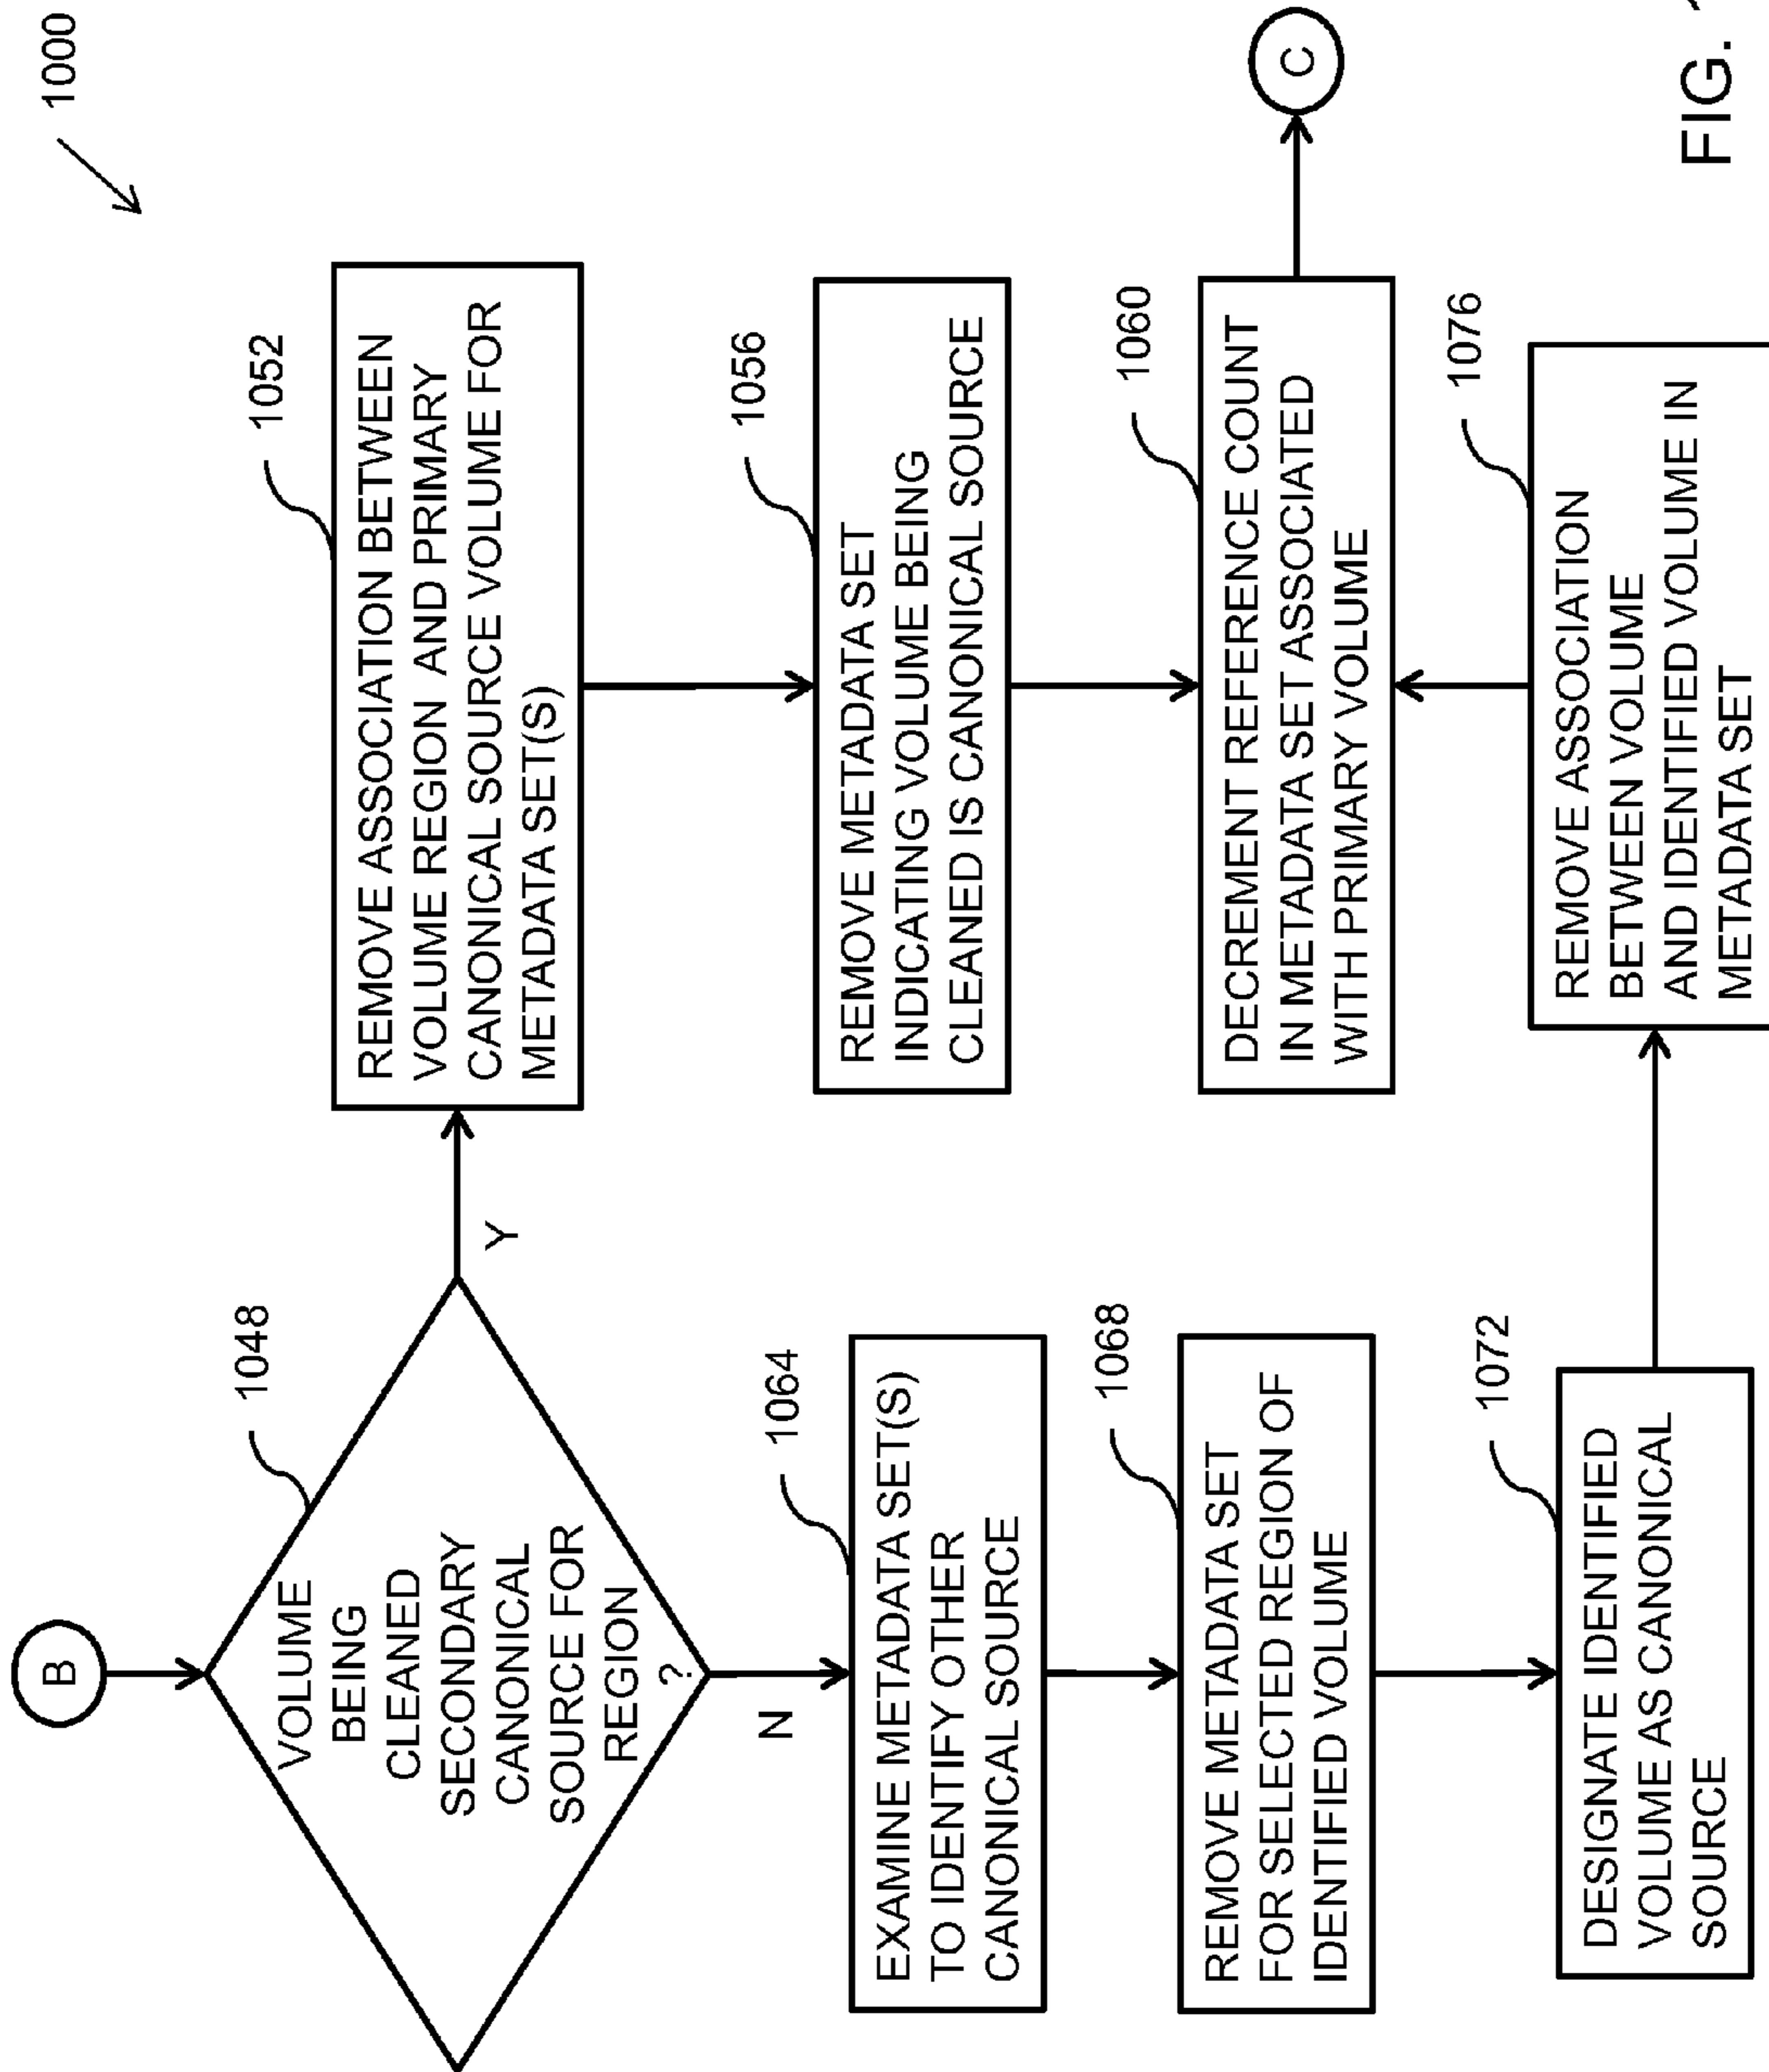 1000
B
1048
VOLUME
BEING
CLEANED
SECONDARY
CANONICAL
SOURCE FOR
REGION
?
Y
N
1052
REMOVE ASSOCIATION BETWEEN
VOLUME REGION AND PRIMARY
CANONICAL SOURCE VOLUME FOR
METADATA SET(S)
1056
REMOVE METADATA SET
INDICATING VOLUME BEING
CLEANED IS CANONICAL SOURCE
1060
DECREMENT REFERENCE COUNT
IN METADATA SET ASSOCIATED
WITH PRIMARY VOLUME
C
1064
EXAMINE METADATA SET(S)
TO IDENTIFY OTHER
CANONICAL SOURCE
1068
REMOVE METADATA SET
FOR SELECTED REGION OF
IDENTIFIED VOLUME
1072
DESIGNATE IDENTIFIED
VOLUME AS CANONICAL
SOURCE
1076
REMOVE ASSOCIATION
BETWEEN VOLUME
AND IDENTIFIED VOLUME IN
METADATA SET
FIG.